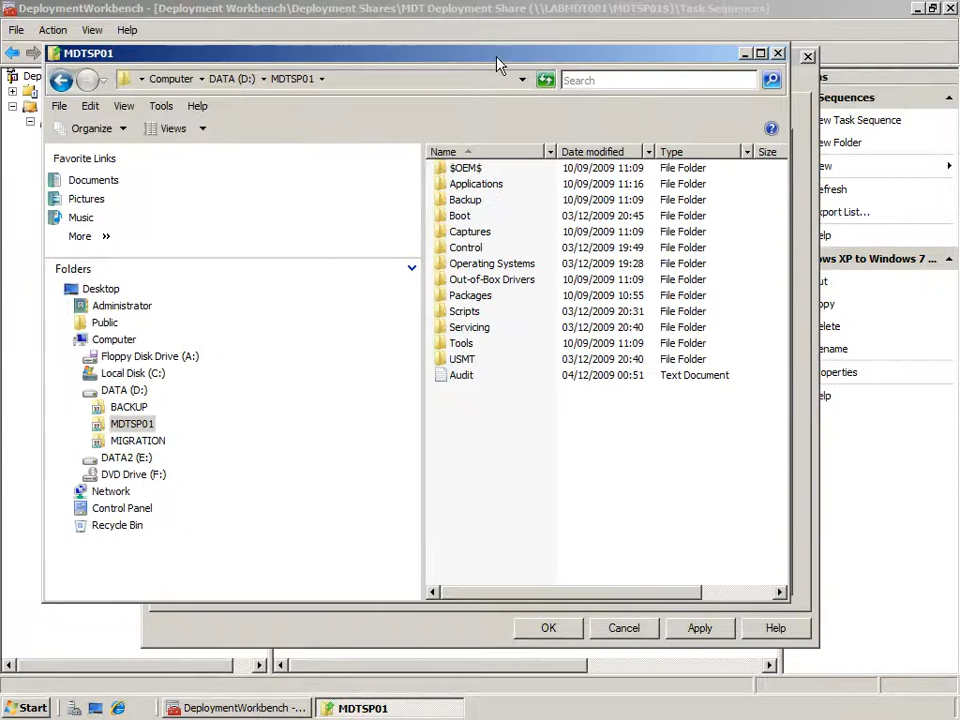 DeploymentWorkbench - [Deployment Workbench\Deployment Shares\MDT Deployment Share (\\LABMDT001\MDTSP01$)\Task Sequences]
File Action View Help
MDTSP01
Computer DATA (D:) MDTSP01 Search
File Edit View Tools Help
Organize Views
Favorite Links
Documents
Pictures
Music
More »
Folders
Desktop
Administrator
Public
Computer
Floppy Disk Drive (A:)
Local Disk (C:)
DATA (D:)
BACKUP
MDTSP01
MIGRATION
DATA2 (E:)
DVD Drive (F:)
Network
Control Panel
Recycle Bin
Name Date modified Type Size
$OEM$ 10/09/2009 11:09 File Folder
Applications 10/09/2009 11:16 File Folder
Backup 10/09/2009 11:09 File Folder
Boot 03/12/2009 20:45 File Folder
Captures 10/09/2009 11:09 File Folder
Control 03/12/2009 19:49 File Folder
Operating Systems 03/12/2009 19:28 File Folder
Out-of-Box Drivers 10/09/2009 11:09 File Folder
Packages 10/09/2009 10:55 File Folder
Scripts 03/12/2009 20:31 File Folder
Servicing 03/12/2009 20:40 File Folder
Tools 10/09/2009 11:09 File Folder
USMT 03/12/2009 20:40 File Folder
Audit 04/12/2009 00:51 Text Document
Dep
ns
equences
ew Task Sequence
ew Folder
ew
efresh
xport List...
elp
ows XP to Windows 7 ...
ut
opy
elete
ename
operties
elp
OK Cancel Apply Help
Start DeploymentWorkbench -... MDTSP01